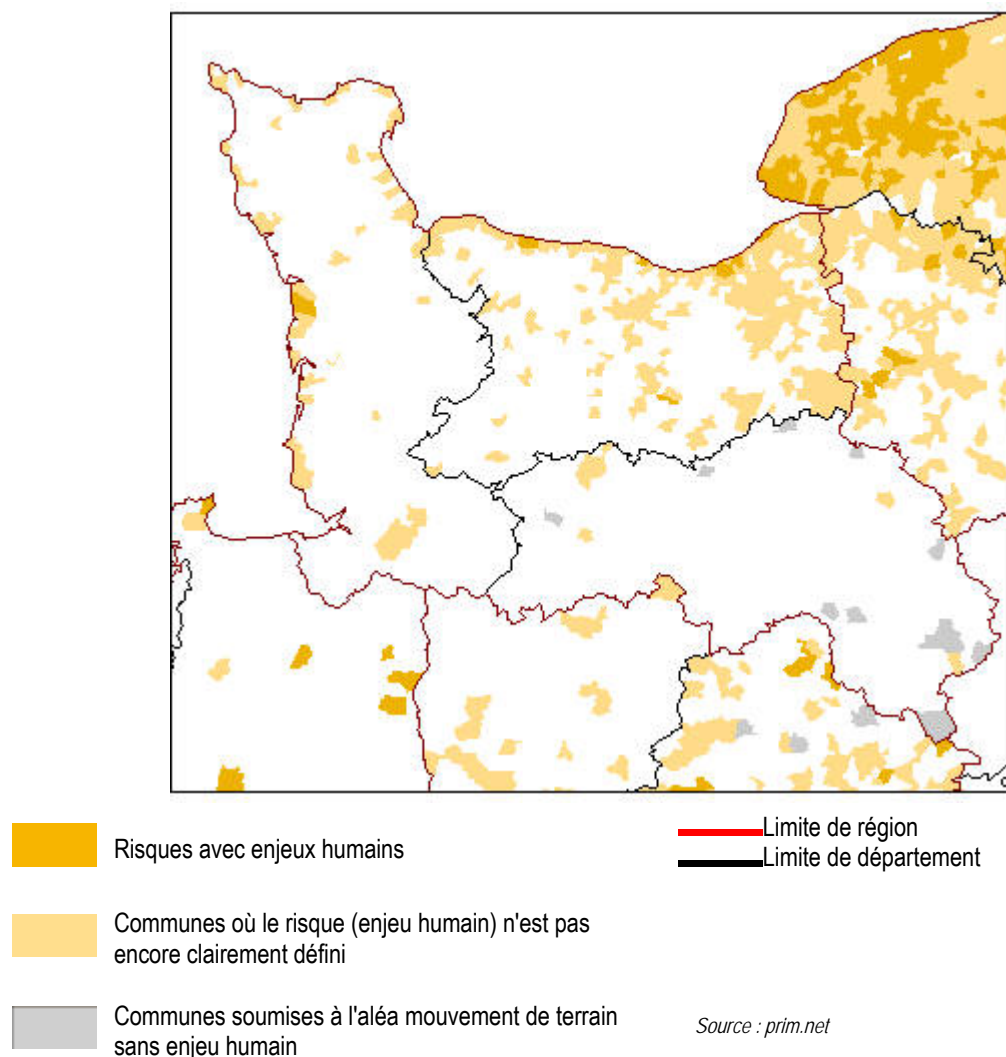 Risques avec enjeux humains
Limite de région
Limite de département
Communes où le risque (enjeu humain) n'est pas
encore clairement défini
Communes soumises à l'aléa mouvement de terrain
sans enjeu humain
Source : prim.net